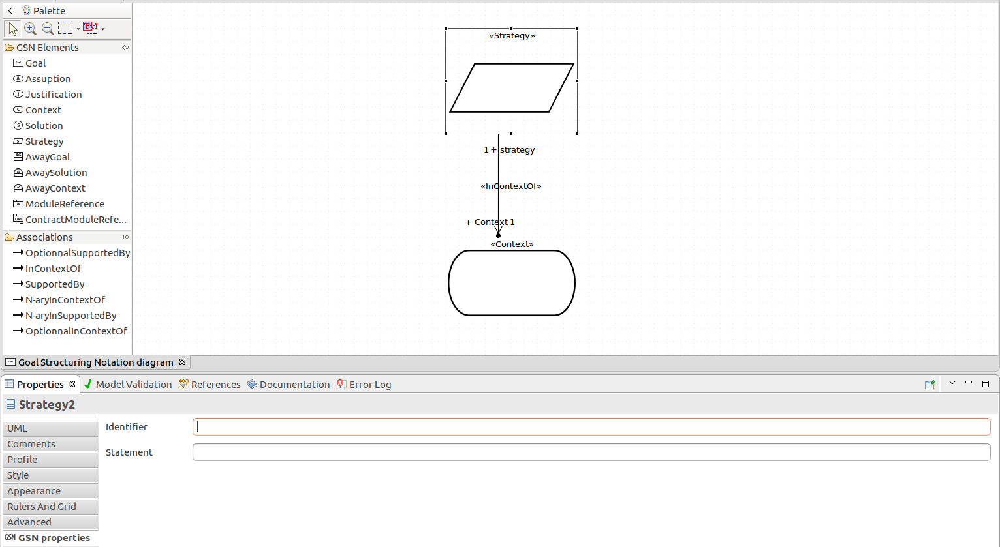 Palette
GSN Elements
Goal
Assuption
Justification
Context
Solution
Strategy
AwayGoal
AwaySolution
AwayContext
ModuleReference
ContractModuleRefe...
Associations
OptionnalSupportedBy
InContextOf
SupportedBy
N-aryInContextOf
N-aryInSupportedBy
OptionnalInContextOf
«Strategy»
1 + strategy
«InContextOf»
+ Context 1
«Context»
Goal Structuring Notation diagram
Properties Model Validation References Documentation Error Log
Strategy2
UML
Comments
Profile
Style
Appearance
Rulers And Grid
Advanced
GSN GSN properties
Identifier
Statement